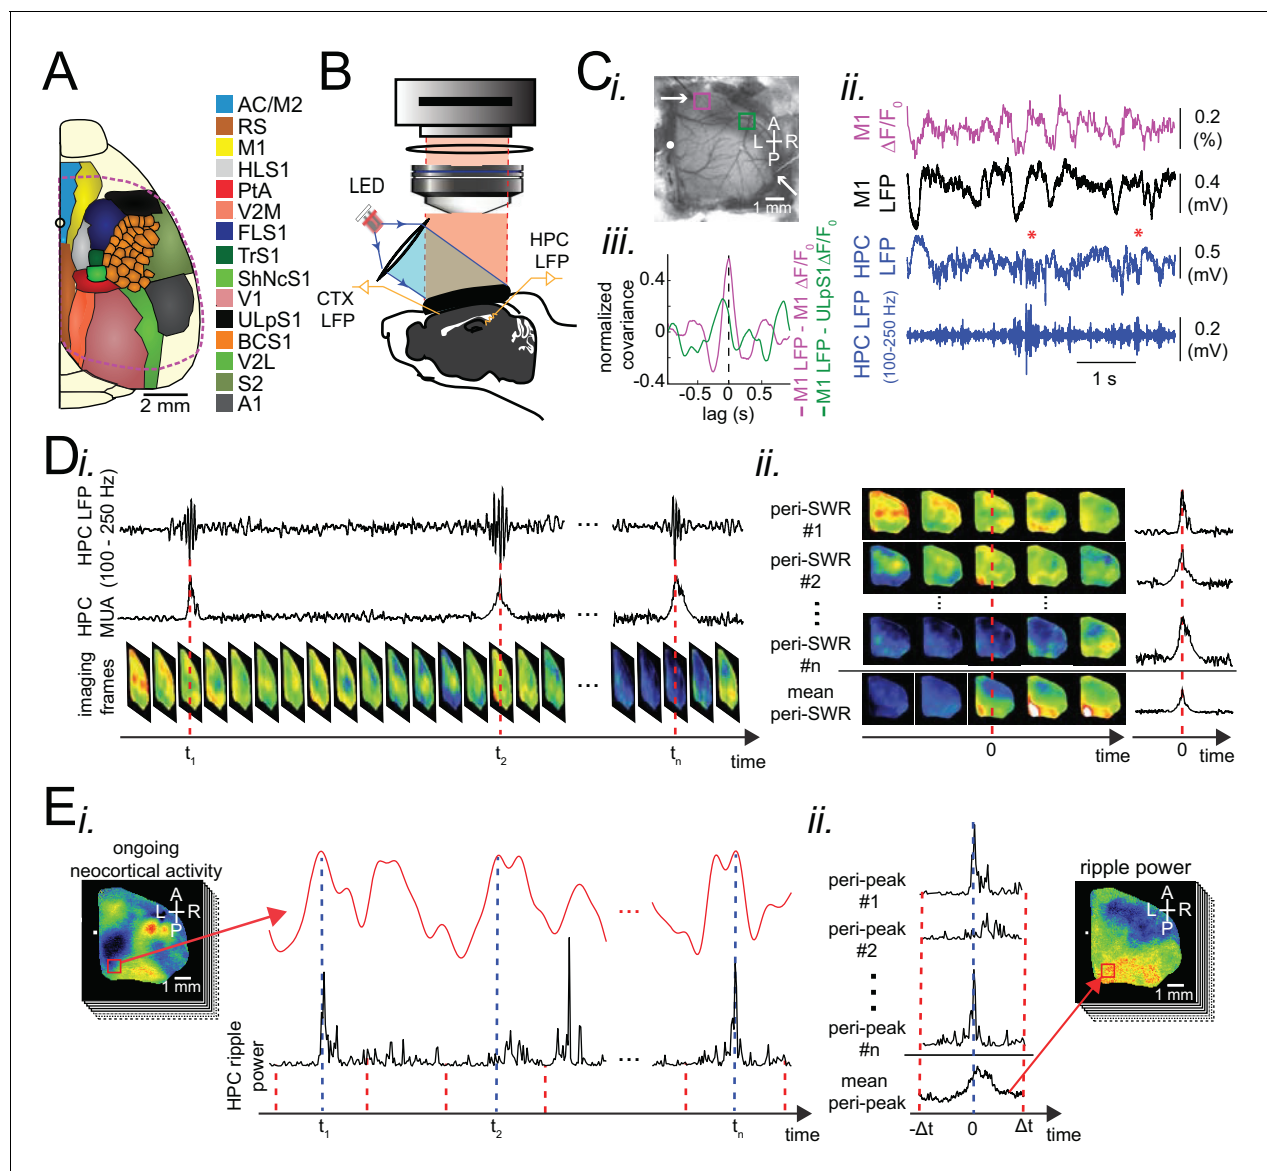 A
AC/M2
RS
M1
HLS1
PtA
V2M
FLS1
TrS1
ShNcS1
V1
ULpS1
BCS1
V2L
S2
A1
2 mm
B
LED
HPC
LFP
CTX
LFP
C
i.
A
L R
P
1 mm
ii.
M1
ΔF/F0
0.2
(%)
M1
LFP
0.4
(mV)
*
*
HPC
LFP
0.5
(mV)
HPC LFP
(100-250 Hz)
0.2
(mV)
1 s
iii.
normalized
covariance
0.4
0
-0.4
-0.5 0 0.5
lag (s)
M1 LFP - M1 ΔF/F0
M1 LFP - ULpS1ΔF/F0
D
i.
HPC LFP
(100 - 250 Hz)
HPC
MUA
imaging
frames
...
...
...
t1
t2
tn
time
ii.
peri-SWR
#1
peri-SWR
#2
peri-SWR
#n
mean
peri-SWR
0
time
0
time
E
i.
ongoing
neocortical activity
A
L R
P
1 mm
...
HPC ripple
power
...
t1
t2
tn
time
ii.
peri-peak
#1
peri-peak
#2
peri-peak
#n
mean
peri-peak
-Δt
0
Δt
time
ripple power
A
L R
P
1 mm